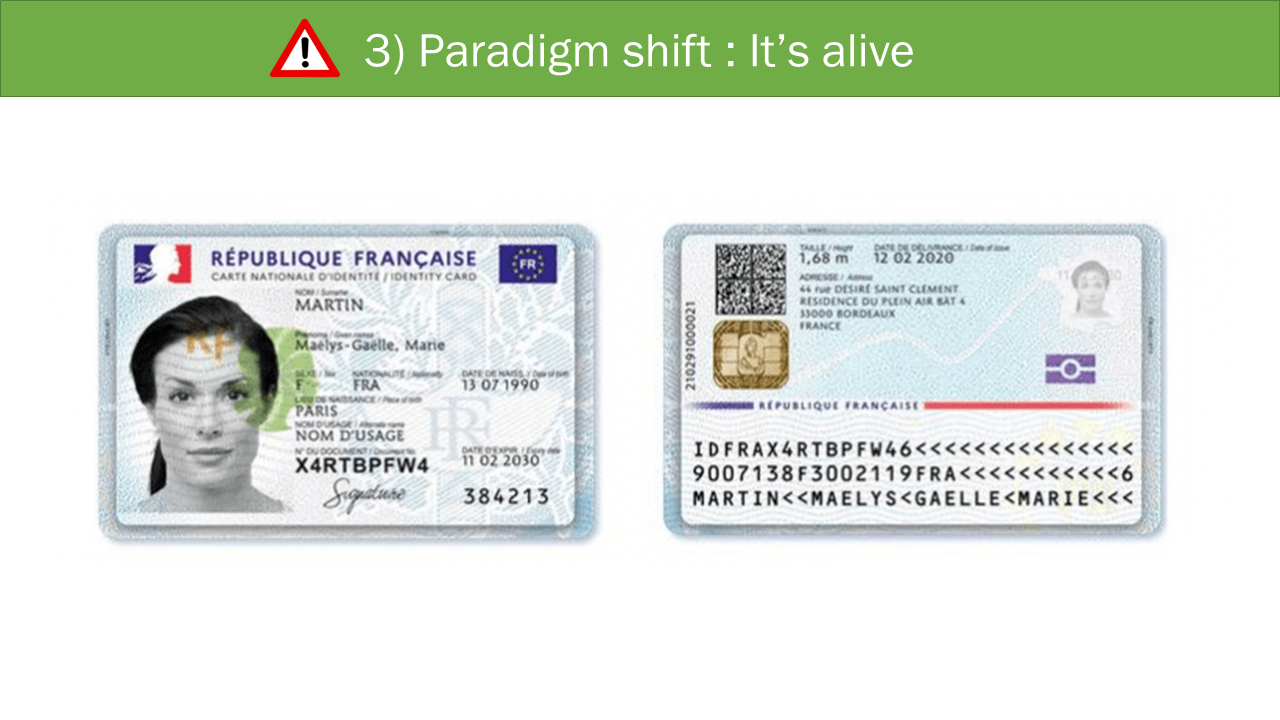 3) Paradigm shift : It's alive
RÉPUBLIQUE FRANÇAISE
FR
CARTE NATIONALE D'IDENTITÉ / IDENTITY CARD
NOM / Surname
MARTIN
RF
Prénoms / Given names
Maëlys-Gaëlle, Marie
SEXE / Sex NATIONALITÉ / Nationality DATE DE NAISS. / Date of birth
F FRA 13 07 1990
LIEU DE NAISSANCE / Place of birth
PARIS
NOM D'USAGE / Alternate name
NOM D'USAGE
RF
N° DU DOCUMENT / Document No. DATE D'EXPIR. / Expiry date
X4RTBPFW4 11 02 2030
Signature 384213
TAILLE / Height DATE DE DÉLIVRANCE / Date of issue
1,68 m 12 02 2020
ADRESSE / Address
44 rue DESIRÉ SAINT CLEMENT
RESIDENCE DU PLEIN AIR BÂT 4
33000 BORDEAUX
FRANCE
210291000021
RÉPUBLIQUE FRANÇAISE
IDFRAX4RTBPFW46<<<<<<<<<<<<<<<
9007138F3002119FRA<<<<<<<<<<<6
MARTIN<<MAELYS<GAELLE<MARIE<<<